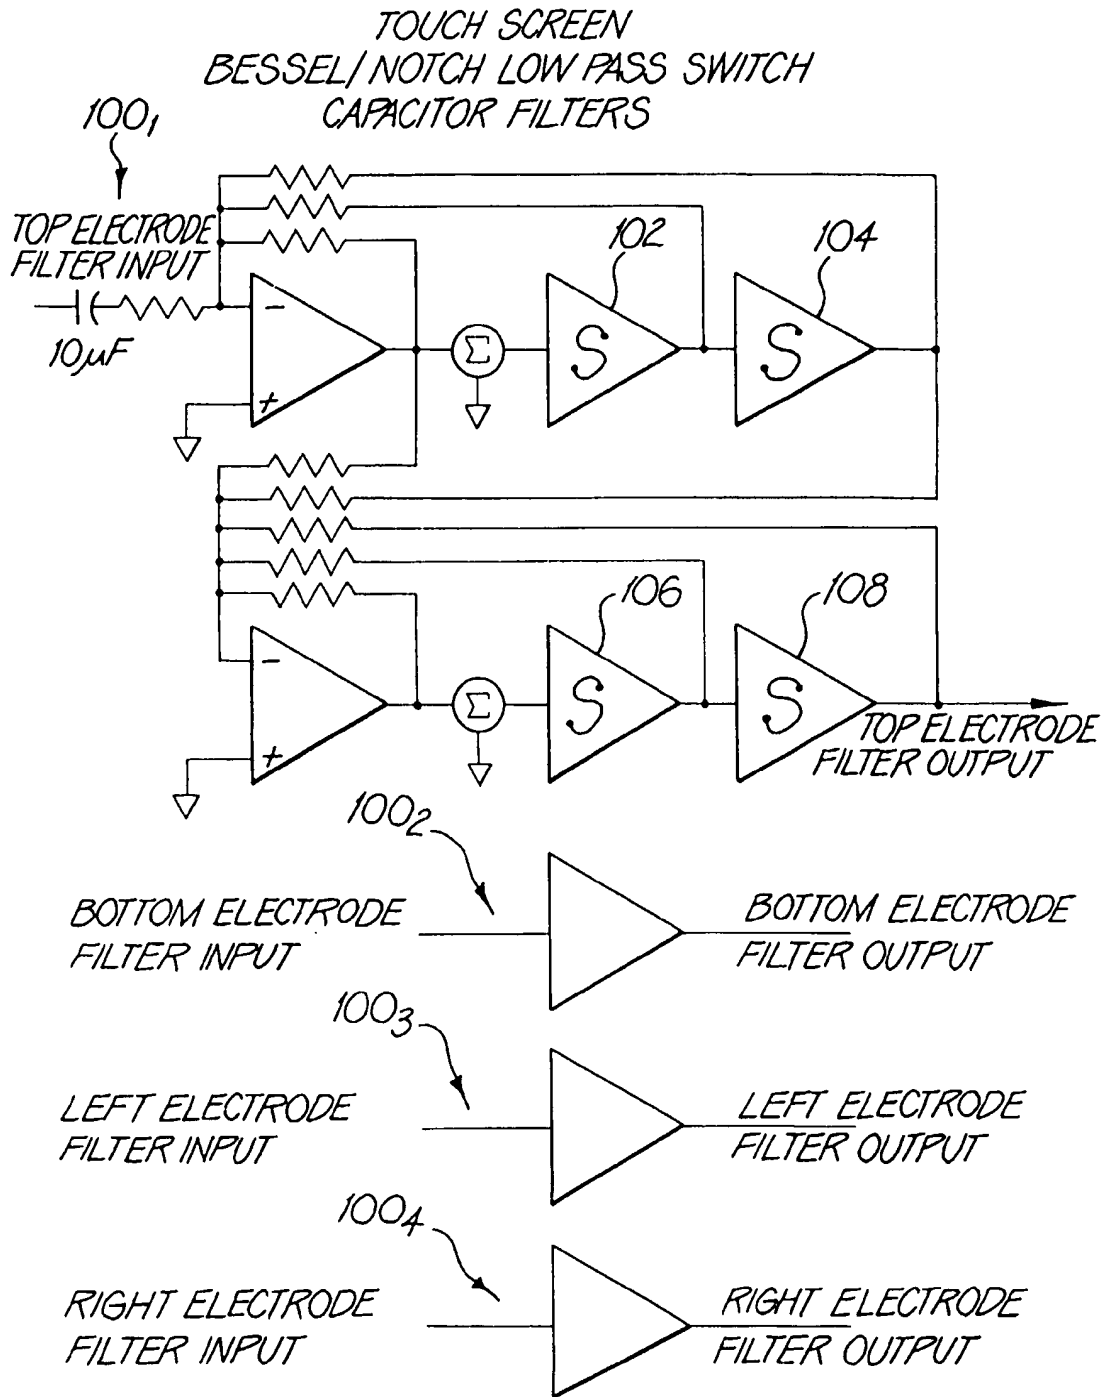 TOUCH SCREEN
BESSEL/NOTCH LOW PASS SWITCH
CAPACITOR FILTERS
100₁
TOP ELECTRODE
FILTER INPUT
10µF
102
104
−
+
Σ
S
S
106
108
−
+
Σ
S
S
TOP ELECTRODE
FILTER OUTPUT
100₂
BOTTOM ELECTRODE
FILTER INPUT
BOTTOM ELECTRODE
FILTER OUTPUT
100₃
LEFT ELECTRODE
FILTER INPUT
LEFT ELECTRODE
FILTER OUTPUT
100₄
RIGHT ELECTRODE
FILTER INPUT
RIGHT ELECTRODE
FILTER OUTPUT